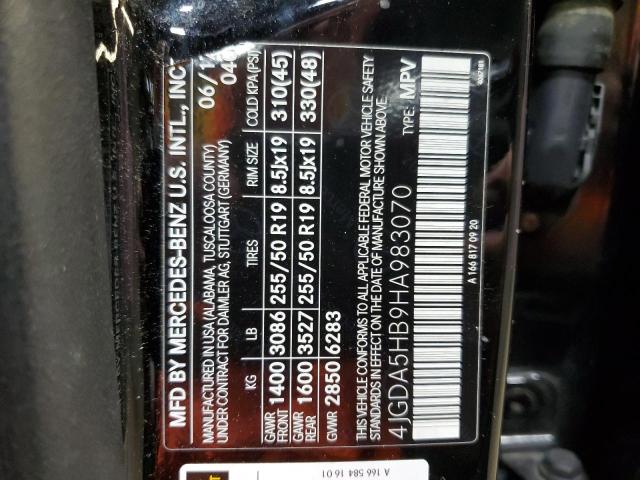 MFD BY MERCEDES-BENZ U.S. INTL., INC.
MANUFACTURED IN USA (ALABAMA, TUSCALOOSA COUNTY) 06/1
UNDER CONTRACT FOR DAIMLER AG, STUTTGART (GERMANY) 04
KG LB TIRES RIM SIZE COLD KPA(PSI)
GAWR FRONT 1400 3086 255/50 R19 8.5Jx19 310(45)
GAWR REAR 1600 3527 255/50 R19 8.5Jx19 330(48)
GVWR 2850 6283
THIS VEHICLE CONFORMS TO ALL APPLICABLE FEDERAL MOTOR VEHICLE SAFETY
STANDARDS IN EFFECT ON THE DATE OF MANUFACTURE SHOWN ABOVE.
4JGDA5HB9HA983070 TYPE: MPV
A 166 817 09 20
A 166 584 16 01